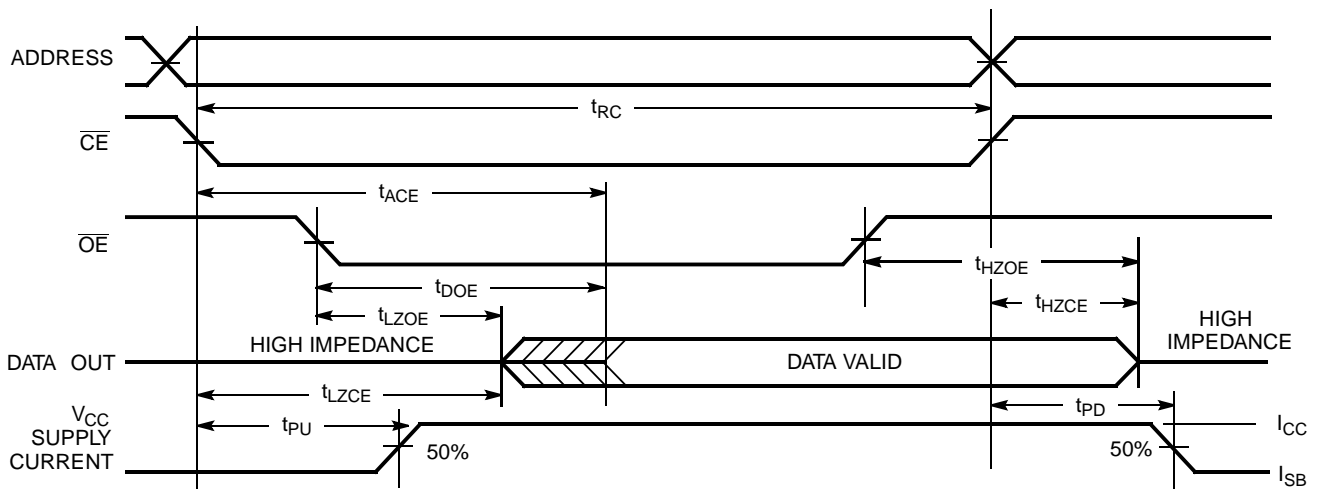 ADDRESS
tRC
CE
tACE
OE
tHZOE
tDOE
tHZCE
tLZOE
HIGH IMPEDANCE
HIGH
IMPEDANCE
DATA OUT
DATA VALID
tLZCE
VCC
SUPPLY
CURRENT
tPU
50%
tPD
50%
ICC
ISB